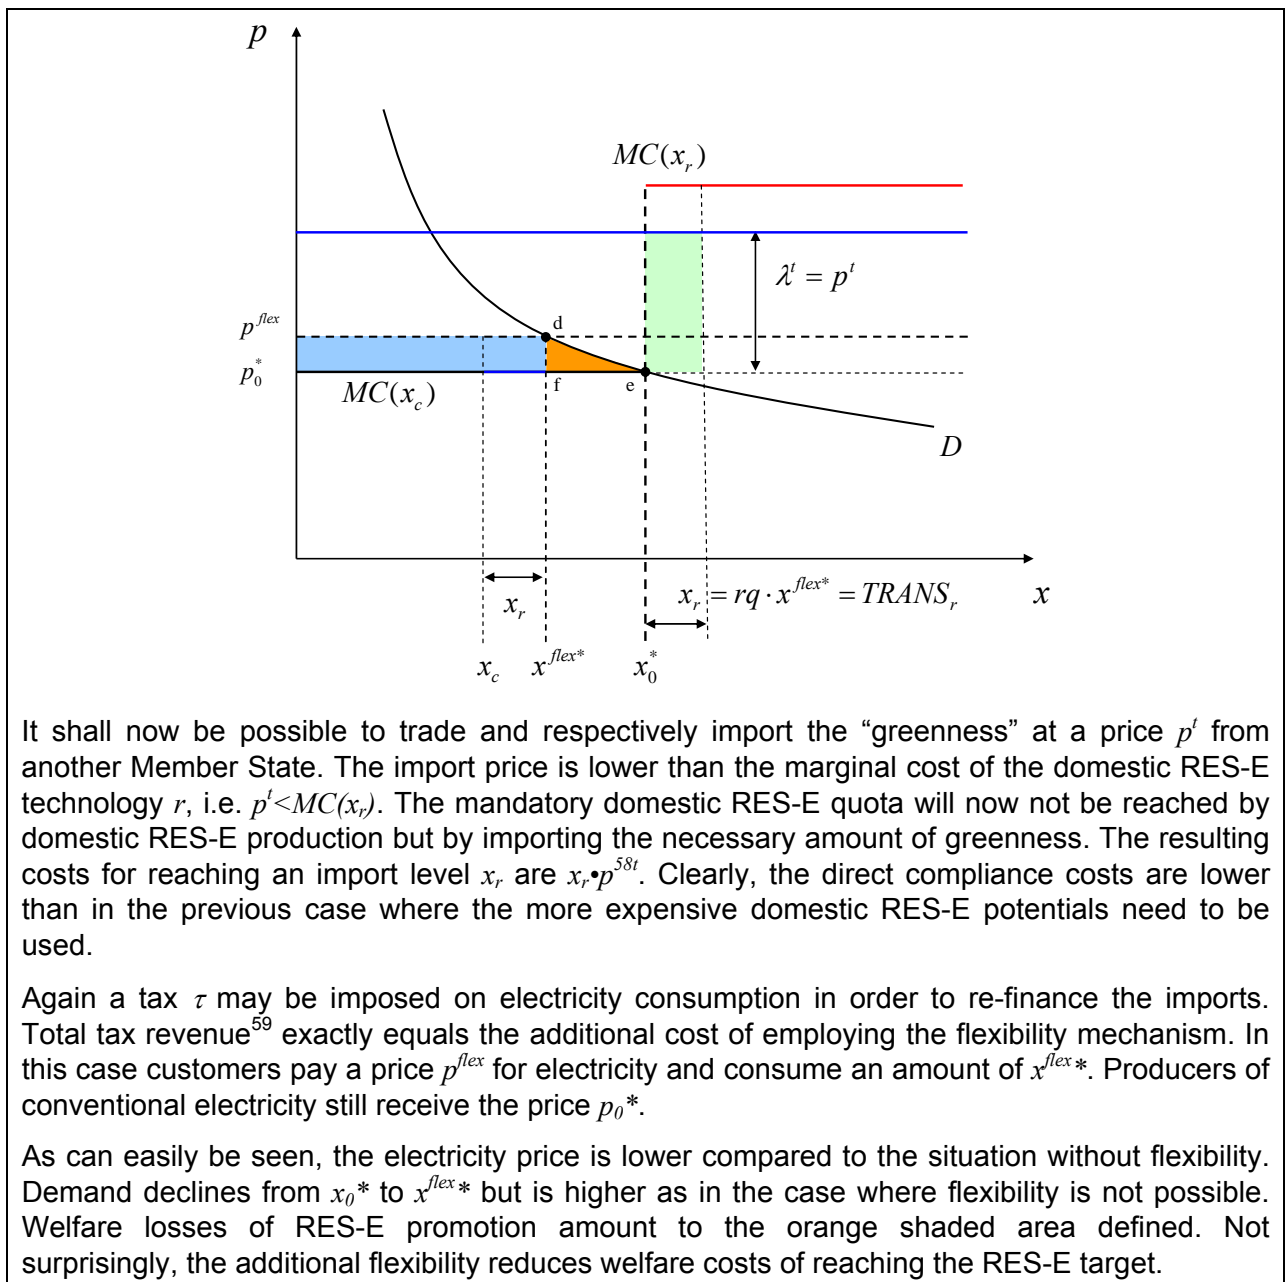 p
MC(x_r)
λ^t = p^t
p^flex
d
p_0^*
MC(x_c)
f
e
D
x_r
x_r = rq · x^flex* = TRANS_r
x
x_c
x^flex*
x_0^*
It shall now be possible to trade and respectively import the “greenness” at a price p^t from
another Member State. The import price is lower than the marginal cost of the domestic RES-E
technology r, i.e. p^t<MC(x_r). The mandatory domestic RES-E quota will now not be reached by
domestic RES-E production but by importing the necessary amount of greenness. The resulting
costs for reaching an import level x_r are x_r•p^58t. Clearly, the direct compliance costs are lower
than in the previous case where the more expensive domestic RES-E potentials need to be
used.
Again a tax τ may be imposed on electricity consumption in order to re-finance the imports.
Total tax revenue^59 exactly equals the additional cost of employing the flexibility mechanism. In
this case customers pay a price p^flex for electricity and consume an amount of x^flex*. Producers of
conventional electricity still receive the price p_0*.
As can easily be seen, the electricity price is lower compared to the situation without flexibility.
Demand declines from x_0* to x^flex* but is higher as in the case where flexibility is not possible.
Welfare losses of RES-E promotion amount to the orange shaded area defined. Not
surprisingly, the additional flexibility reduces welfare costs of reaching the RES-E target.